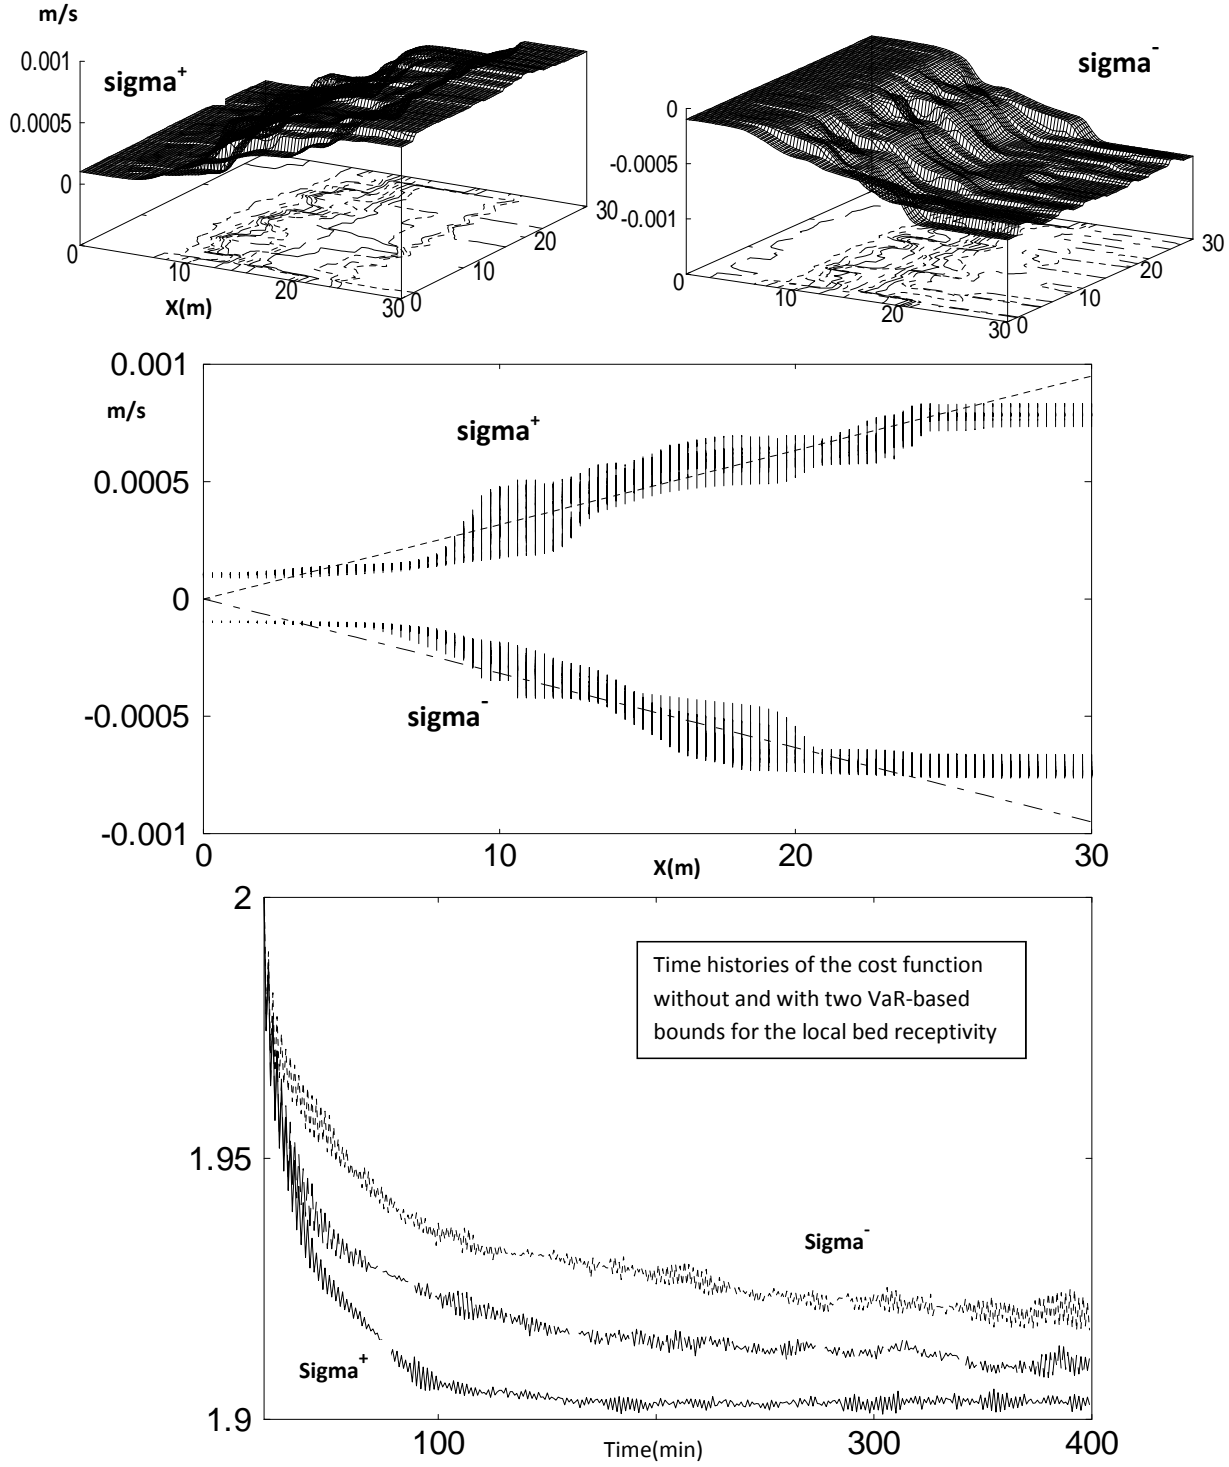 m/s
0.001
0.0005
0
sigma+
0
10
20
30
X(m)
0
10
20
30
sigma-
0
-0.0005
-0.001
0
10
20
30
0
10
20
30
0.001
m/s
0.0005
0
-0.0005
-0.001
sigma+
sigma-
0
10
20
30
X(m)
2
1.95
1.9
Time histories of the cost function
without and with two VaR-based
bounds for the local bed receptivity
Sigma-
Sigma+
100
Time(min)
300
400